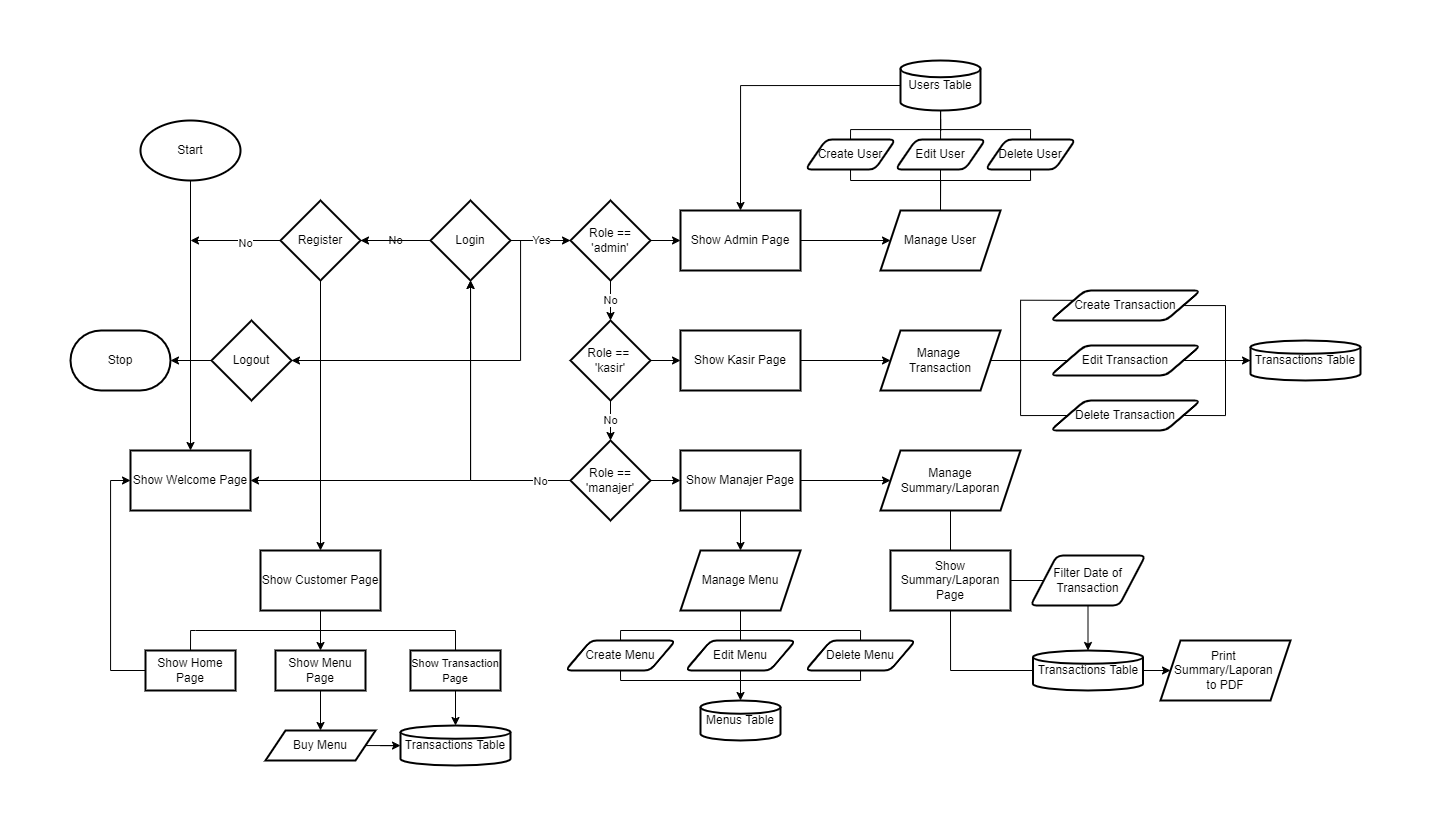 Users Table
Create User
Edit User
Delete User
Start
No
Register
No
Login
Yes
Role ==
'admin'
Show Admin Page
Manage User
No
Stop
Logout
Role ==
'kasir'
Show Kasir Page
Manage
Transaction
Create Transaction
Edit Transaction
Delete Transaction
Transactions Table
No
Show Welcome Page
No
Role ==
'manajer'
Show Manajer Page
Manage
Summary/Laporan
Show Customer Page
Manage Menu
Show
Summary/Laporan
Page
Filter Date of
Transaction
Show Home
Page
Show Menu
Page
Show Transaction
Page
Create Menu
Edit Menu
Delete Menu
Transactions Table
Print
Summary/Laporan
to PDF
Buy Menu
Transactions Table
Menus Table